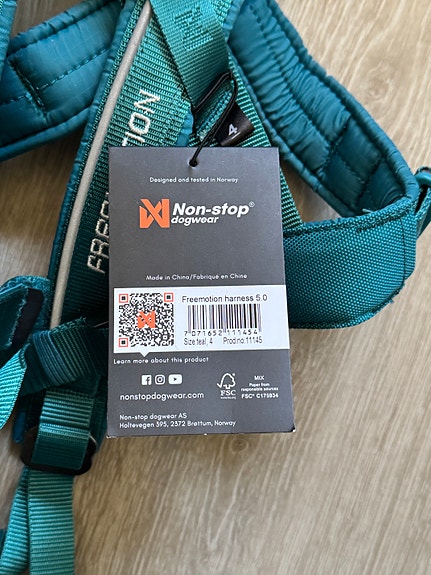 4
FREEMOTION
Designed and tested in Norway
Non-stop®
dogwear
Made in China/Fabriqué en Chine
Freemotion harness 5.0
7 071652 111454
Size:teal, 4 Prod.no:11145
Learn more about this product
nonstopdogwear.com
FSC
MIX
Paper from
responsible sources
FSC® C175934
Non-stop dogwear AS
Holtevegen 395, 2372 Brøttum, Norway